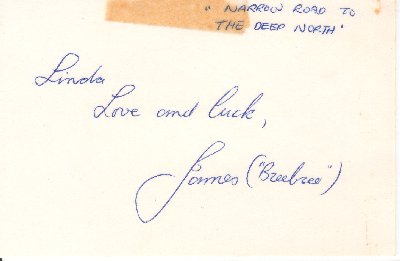 "NARROW ROAD TO
THE DEEP NORTH"
Linda
Love and luck,
James ("Breebree")